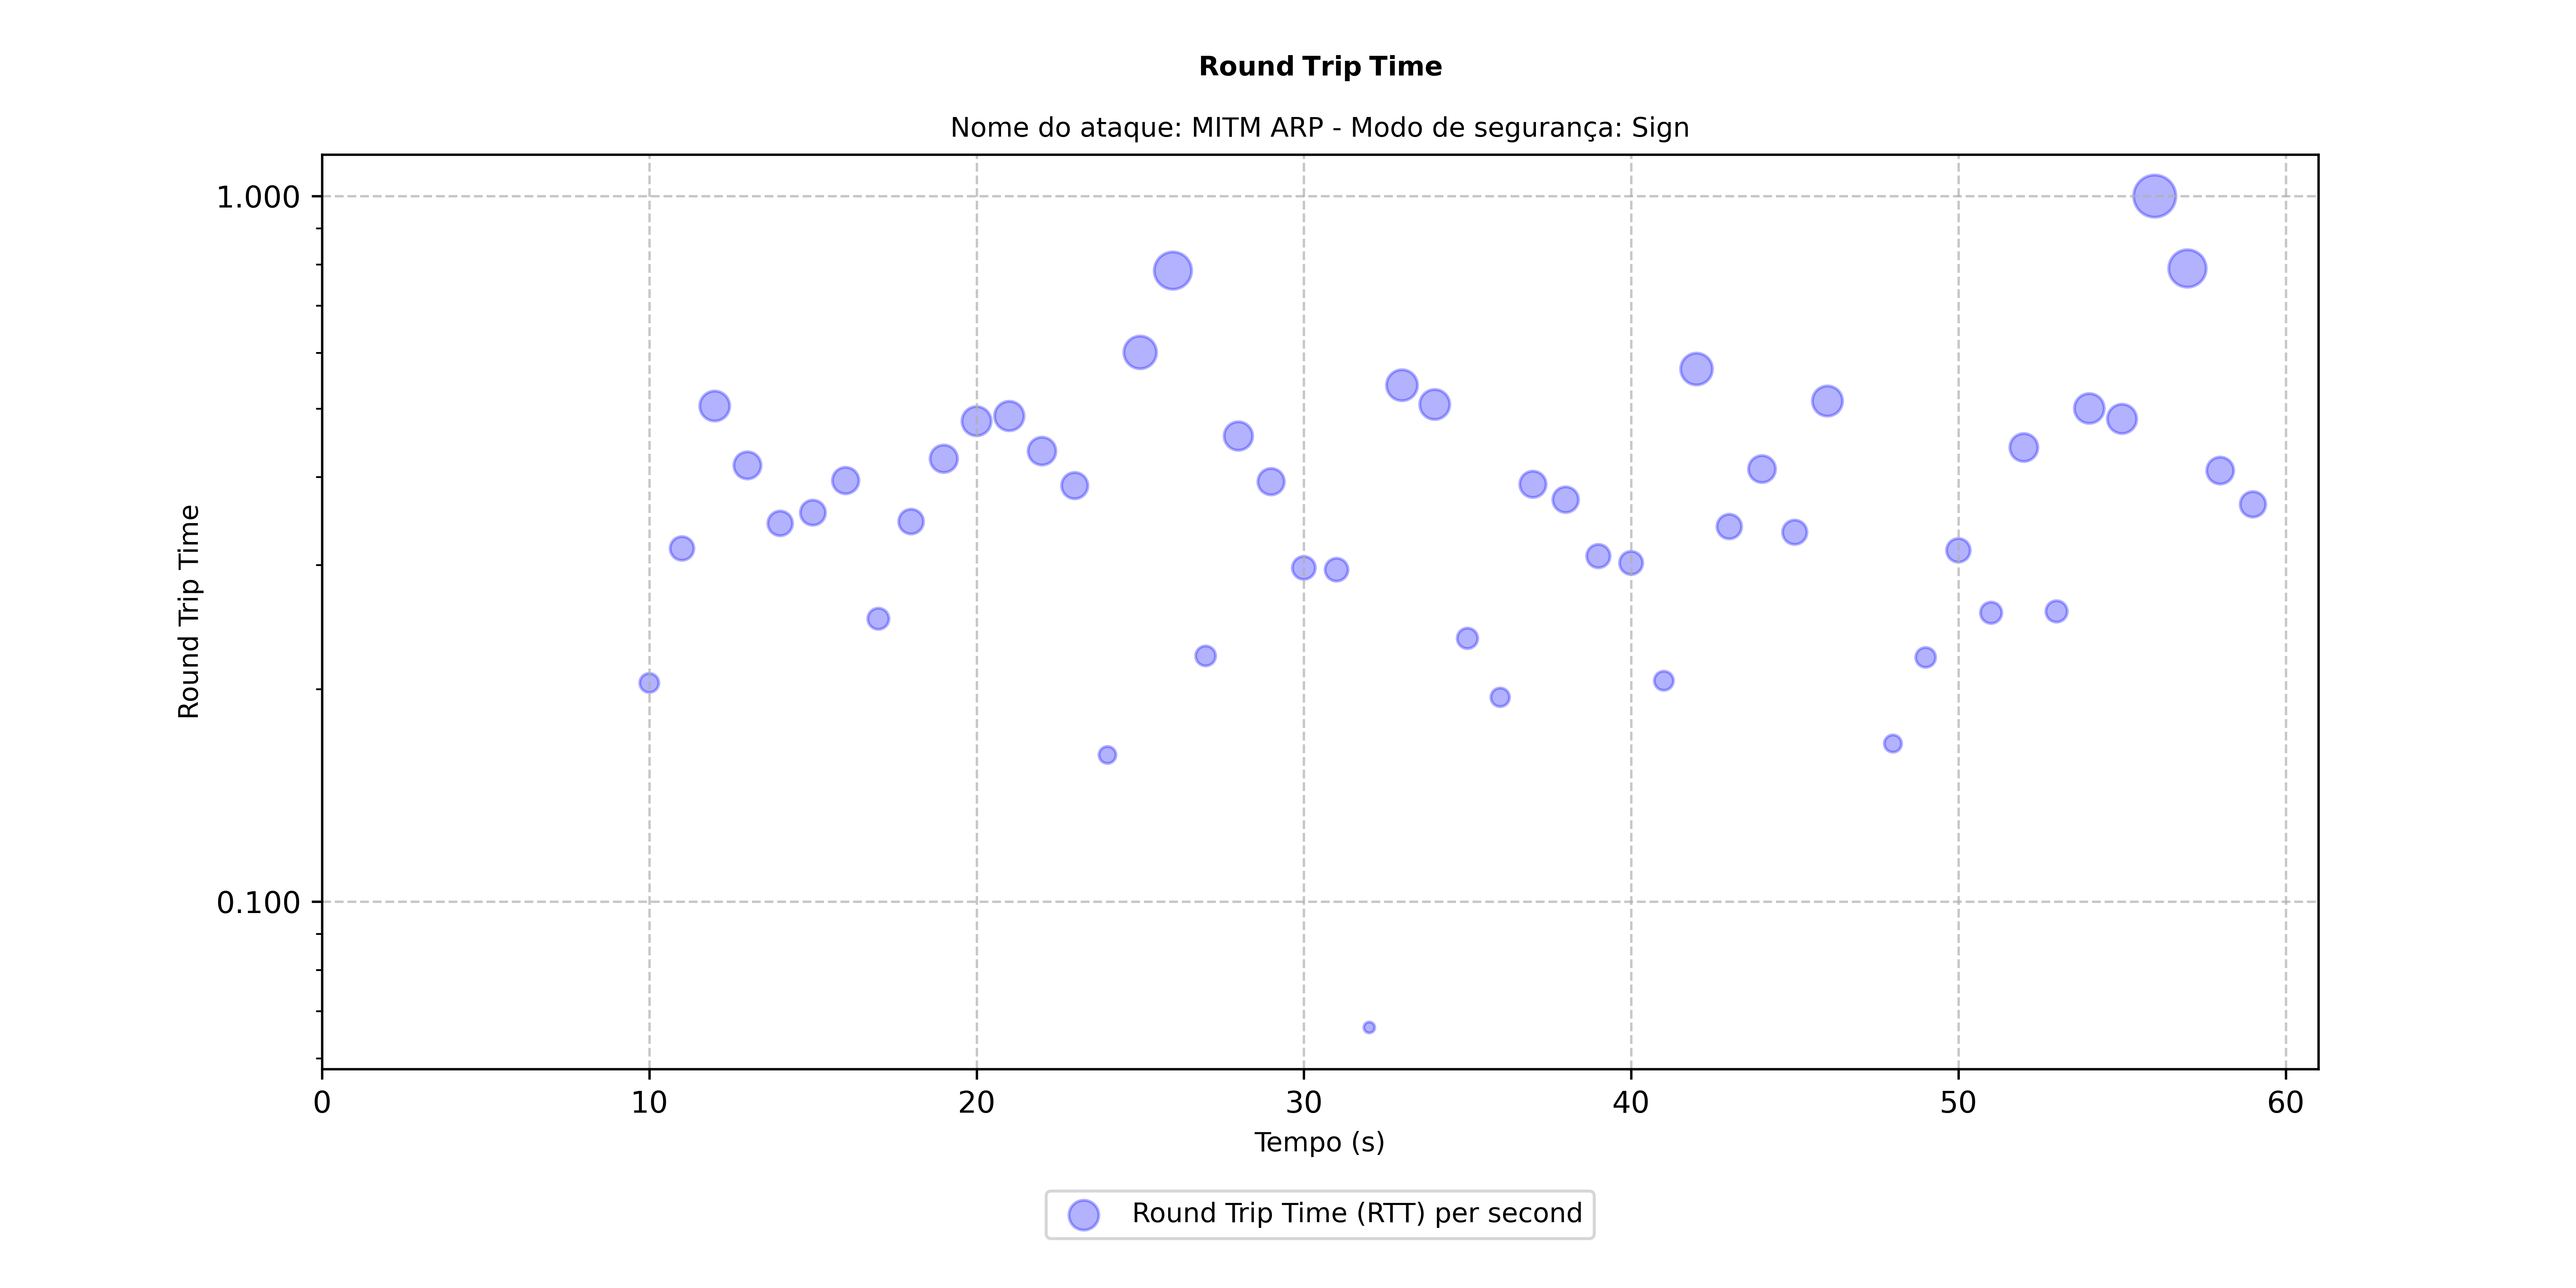 Round Trip Time
Nome do ataque: MITM ARP - Modo de segurança: Sign
1.000
0.100
Round Trip Time
0 10 20 30 40 50 60
Tempo (s)
Round Trip Time (RTT) per second